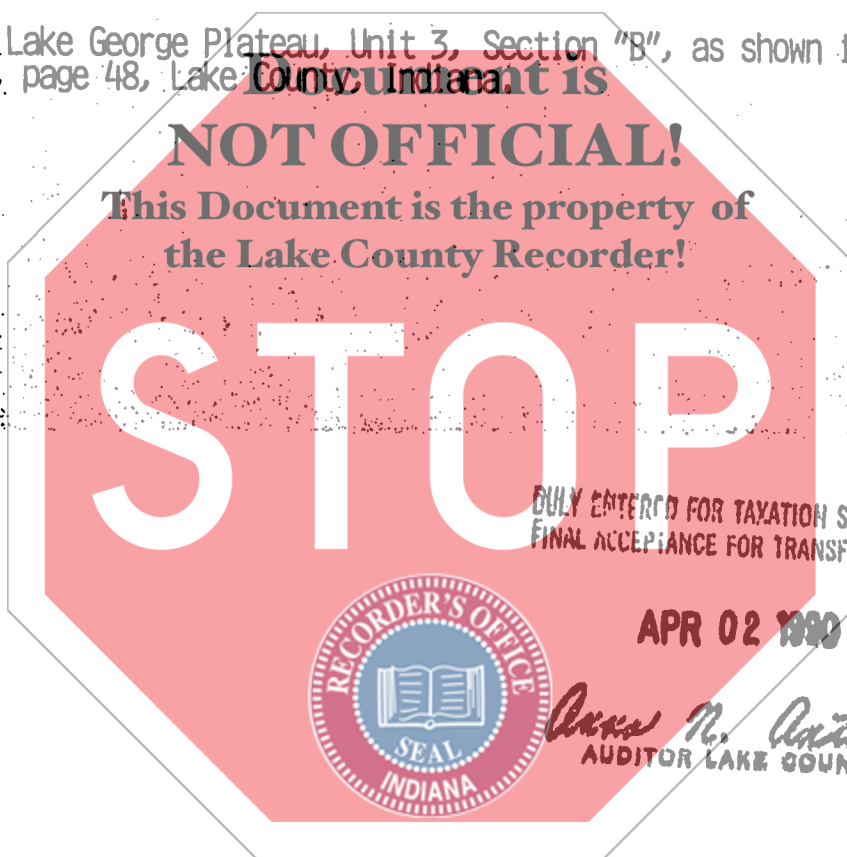 Lake George Plateau, Unit 3, Section "B", as shown
page 48, Lake County, Indiana.
Document is
NOT OFFICIAL!
This Document is the property of
the Lake County Recorder!
STOP
DULY ENTERED FOR TAXATION S
FINAL ACCEPTANCE FOR TRANSF
APR 02 1990
Anna N.
AUDITOR LAKE COUN
RECORDER'S OFFICE
SEAL
INDIANA